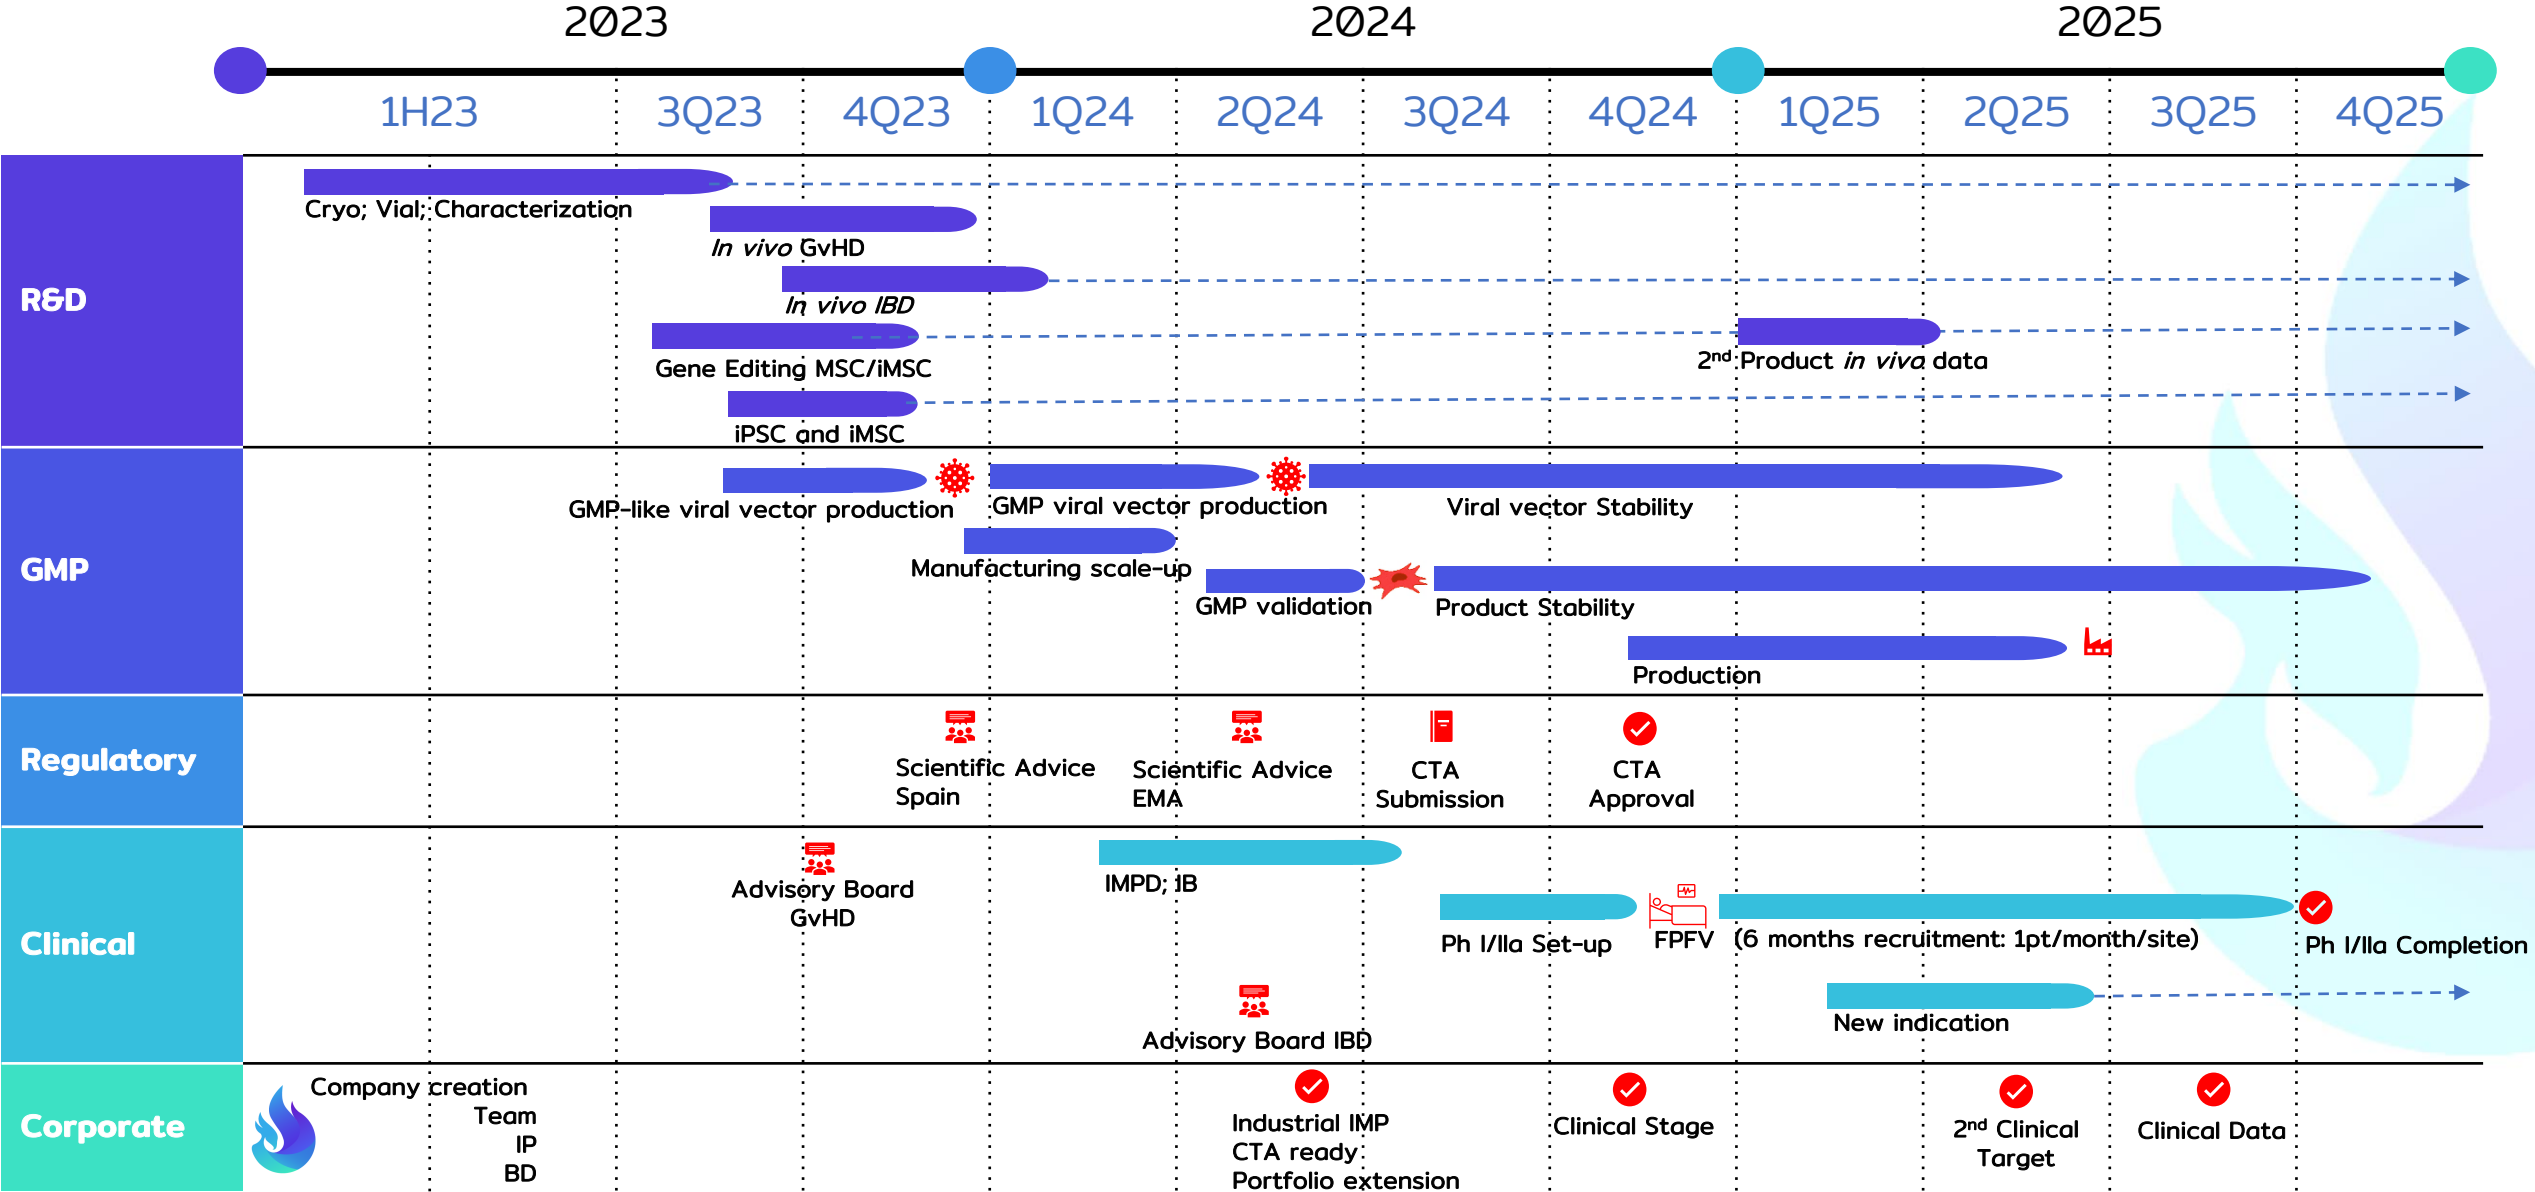 2023
2024
2025
1H23
3Q23
4Q23
1Q24
2Q24
3Q24
4Q24
1Q25
2Q25
3Q25
4Q25
R&D
Cryo; Vial; Characterization
In vivo GvHD
In vivo IBD
Gene Editing MSC/iMSC
2nd Product in vivo data
iPSC and iMSC
GMP
GMP-like viral vector production
GMP viral vector production
Viral vector Stability
Manufacturing scale-up
GMP validation
Product Stability
Production
Regulatory
Scientific Advice
Spain
Scientific Advice
EMA
CTA
Submission
CTA
Approval
Clinical
Advisory Board
GvHD
IMPD; IB
Ph I/IIa Set-up
FPFV
(6 months recruitment: 1pt/month/site)
Ph I/IIa Completion
New indication
Advisory Board IBD
Corporate
Company creation
Team
IP
BD
Industrial IMP
CTA ready
Portfolio extension
Clinical Stage
2nd Clinical
Target
Clinical Data